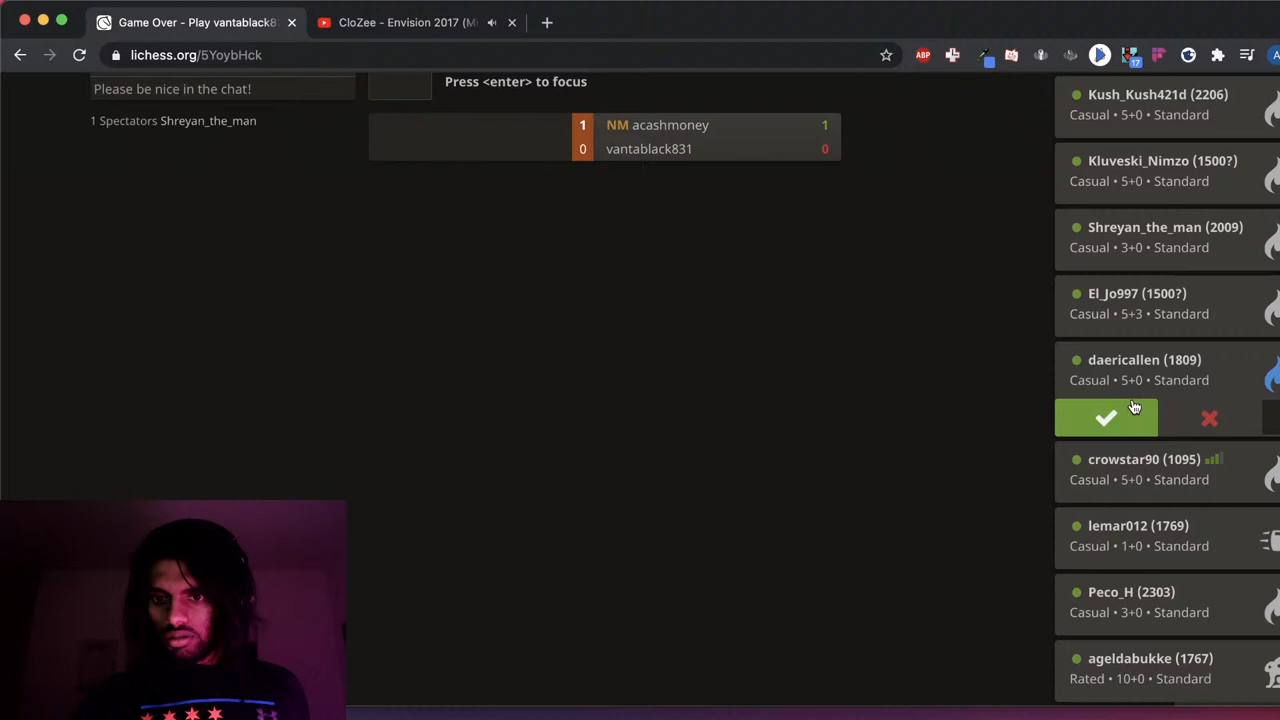 Game Over - Play vantablack8
CloZee - Envision 2017 (Mi
lichess.org/5YoybHck
ABP
17
A
Please be nice in the chat!
1 Spectators Shreyan_the_man
Press <enter> to focus
1 NM acashmoney 1
0 vantablack831 0
Kush_Kush421d (2206)
Casual • 5+0 • Standard
Kluveski_Nimzo (1500?)
Casual • 5+0 • Standard
Shreyan_the_man (2009)
Casual • 3+0 • Standard
El_Jo997 (1500?)
Casual • 5+3 • Standard
daericallen (1809)
Casual • 5+0 • Standard
crowstar90 (1095)
Casual • 5+0 • Standard
lemar012 (1769)
Casual • 1+0 • Standard
Peco_H (2303)
Casual • 3+0 • Standard
ageldabukke (1767)
Rated • 10+0 • Standard